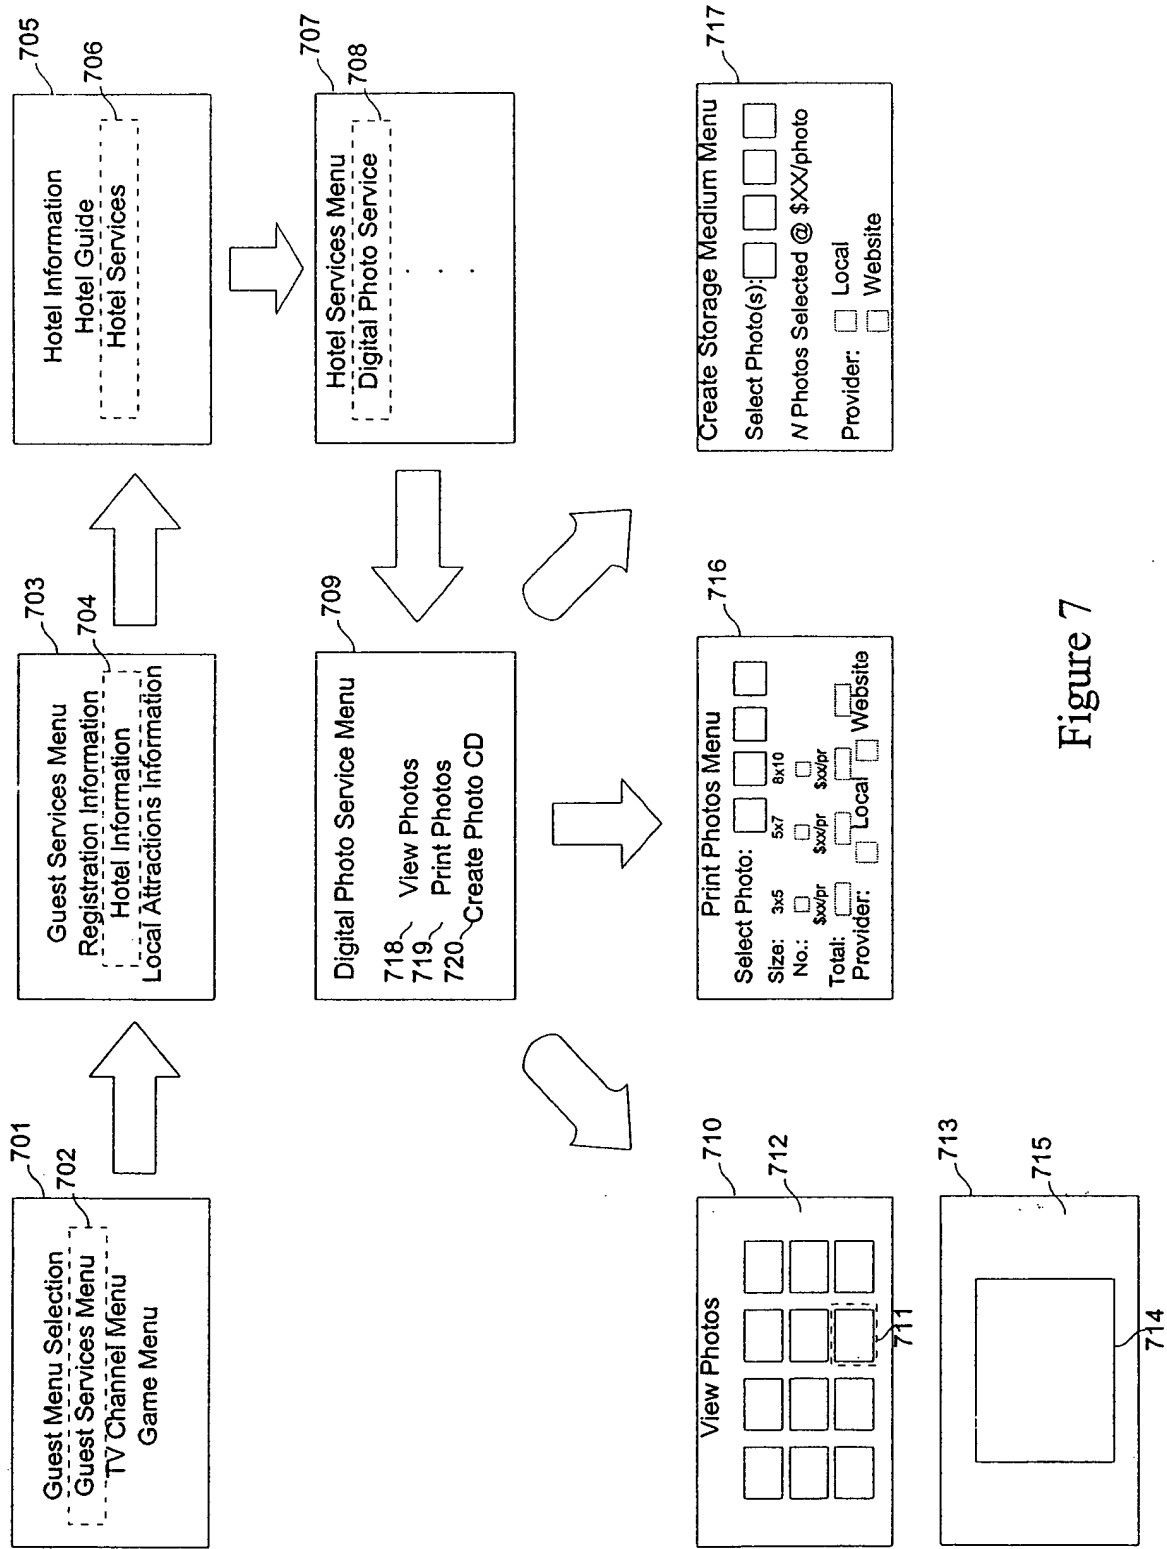 701
702
Guest Menu Selection
Guest Services Menu
TV Channel Menu
Game Menu
703
704
Guest Services Menu
Registration Information
Hotel Information
Local Attractions Information
705
706
Hotel Information
Hotel Guide
Hotel Services
707
708
Hotel Services Menu
Digital Photo Service
709
Digital Photo Service Menu
718 View Photos
719 Print Photos
720 Create Photo CD
710
712
View Photos
711
713
715
714
716
Print Photos Menu
Select Photo:
Size: 3x5 5x7 8x10
No.:
$xx/pr $xx/pr $xx/pr
Total:
Provider: Local Website
717
Create Storage Medium Menu
Select Photo(s):
N Photos Selected @ $XX/photo
Provider: Local
Website
Figure 7